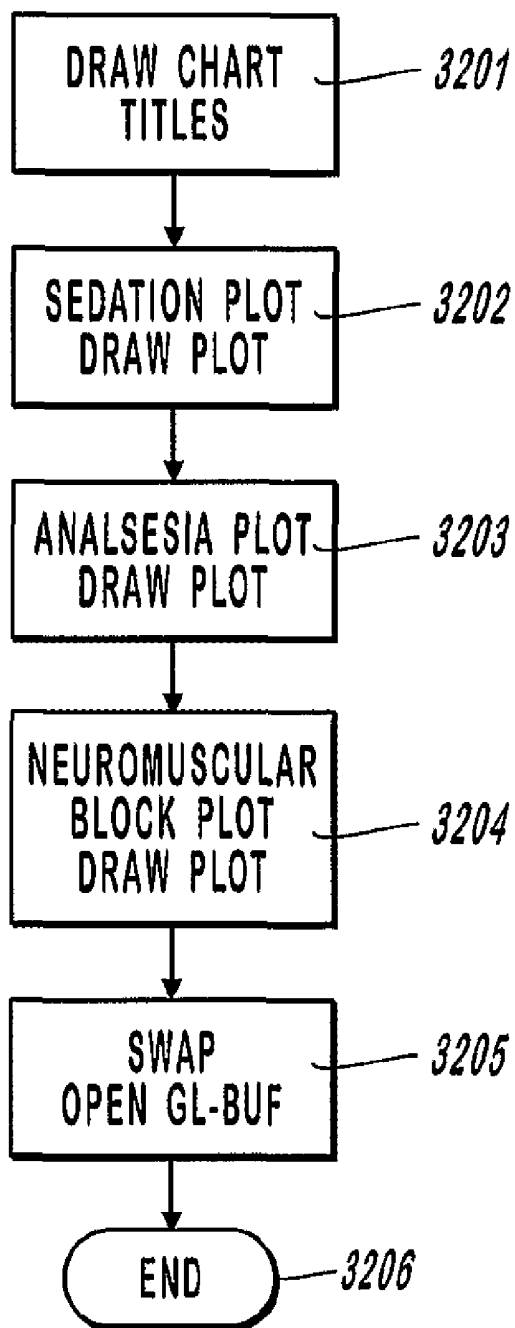 DRAW CHART
TITLES
3201
SEDATION PLOT
DRAW PLOT
3202
ANALSESIA PLOT
DRAW PLOT
3203
NEUROMUSCULAR
BLOCK PLOT
DRAW PLOT
3204
SWAP
OPEN GL-BUF
3205
END
3206